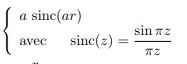 { a sinc(ar)
avec sinc(z) = sin πz / πz